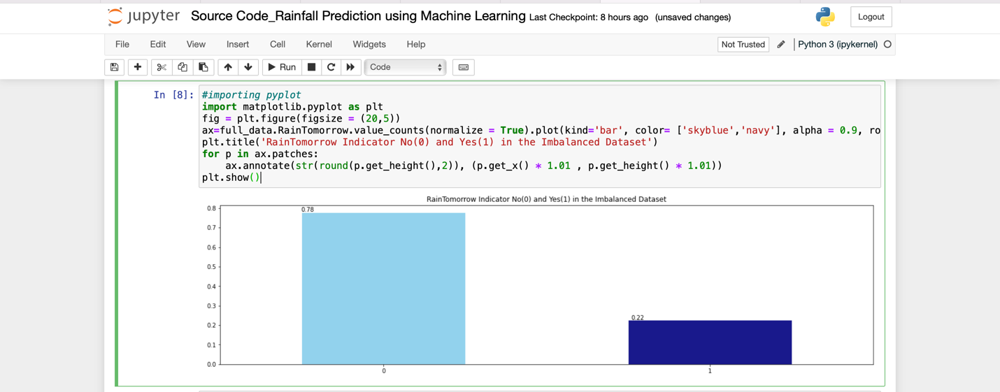 jupyter Source Code_Rainfall Prediction using Machine Learning Last Checkpoint: 8 hours ago (unsaved changes) Logout
File Edit View Insert Cell Kernel Widgets Help Not Trusted Python 3 (ipykernel)
Run Code
In [8]: #importing pyplot
import matplotlib.pyplot as plt
fig = plt.figure(figsize = (20,5))
ax=full_data.RainTomorrow.value_counts(normalize = True).plot(kind='bar', color= ['skyblue','navy'], alpha = 0.9, ro
plt.title('RainTomorrow Indicator No(0) and Yes(1) in the Imbalanced Dataset')
for p in ax.patches:
    ax.annotate(str(round(p.get_height(),2)), (p.get_x() * 1.01 , p.get_height() * 1.01))
plt.show()
RainTomorrow Indicator No(0) and Yes(1) in the Imbalanced Dataset
0.8
0.78
0.7
0.6
0.5
0.4
0.3
0.22
0.2
0.1
0.0
0 1